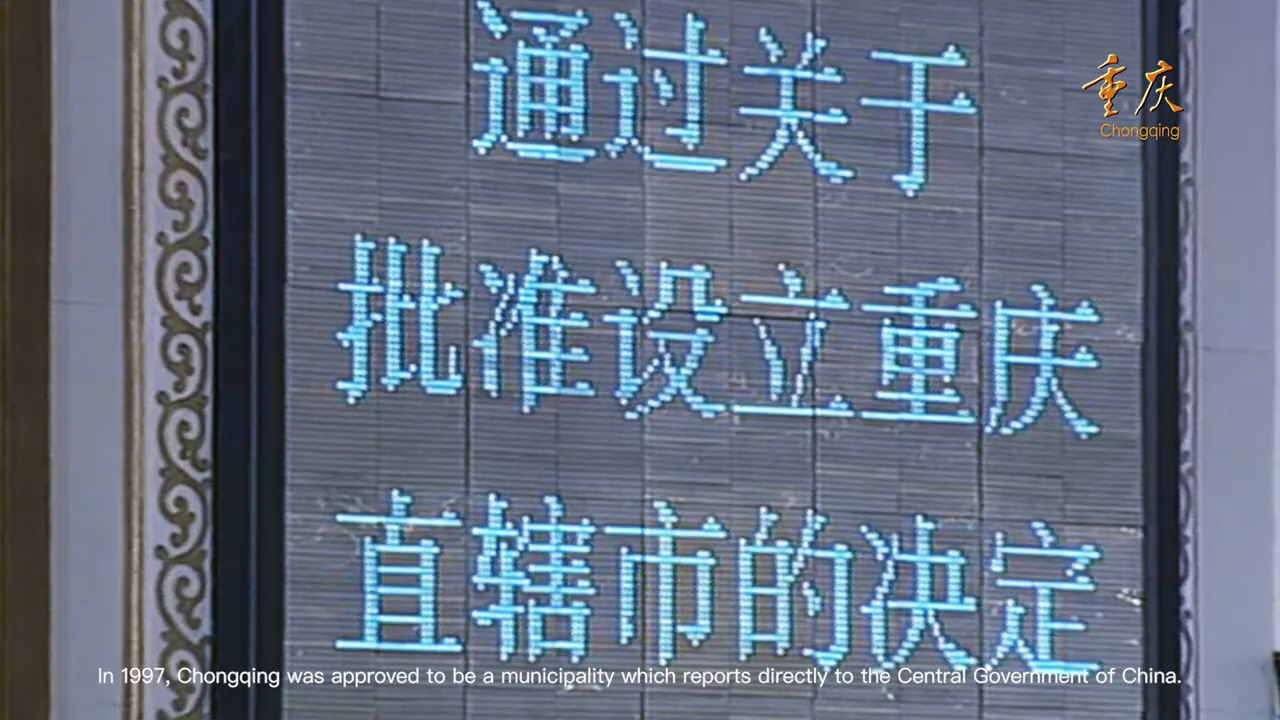 通过关于
批准设立重庆
直辖市的决定
重庆
Chongqing
In 1997, Chongqing was approved to be a municipality which reports directly to the Central Government of China.